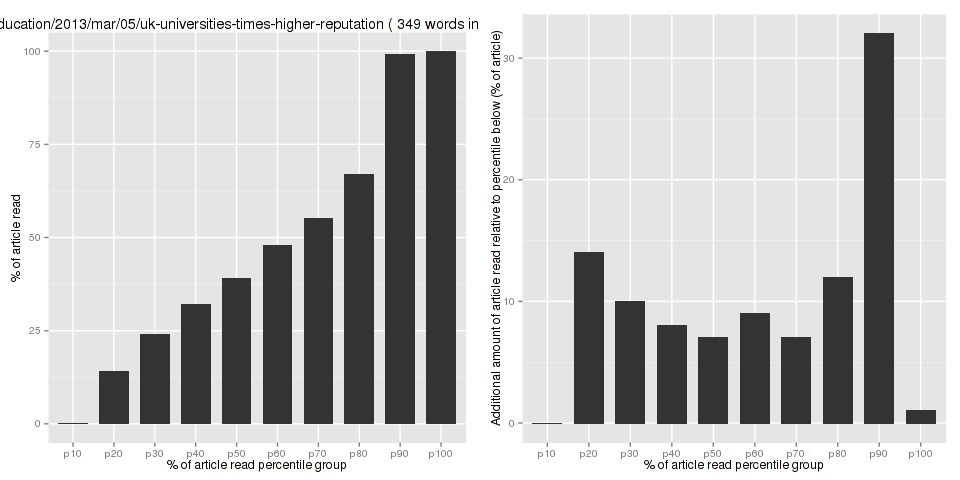 ducation/2013/mar/05/uk-universities-times-higher-reputation ( 349 words in
% of article read
100
75
50
25
0
p10 p20 p30 p40 p50 p60 p70 p80 p90 p100
% of article read percentile group
Additional amount of article read relative to percentile below (% of article)
30
20
10
0
p10 p20 p30 p40 p50 p60 p70 p80 p90 p100
% of article read percentile group